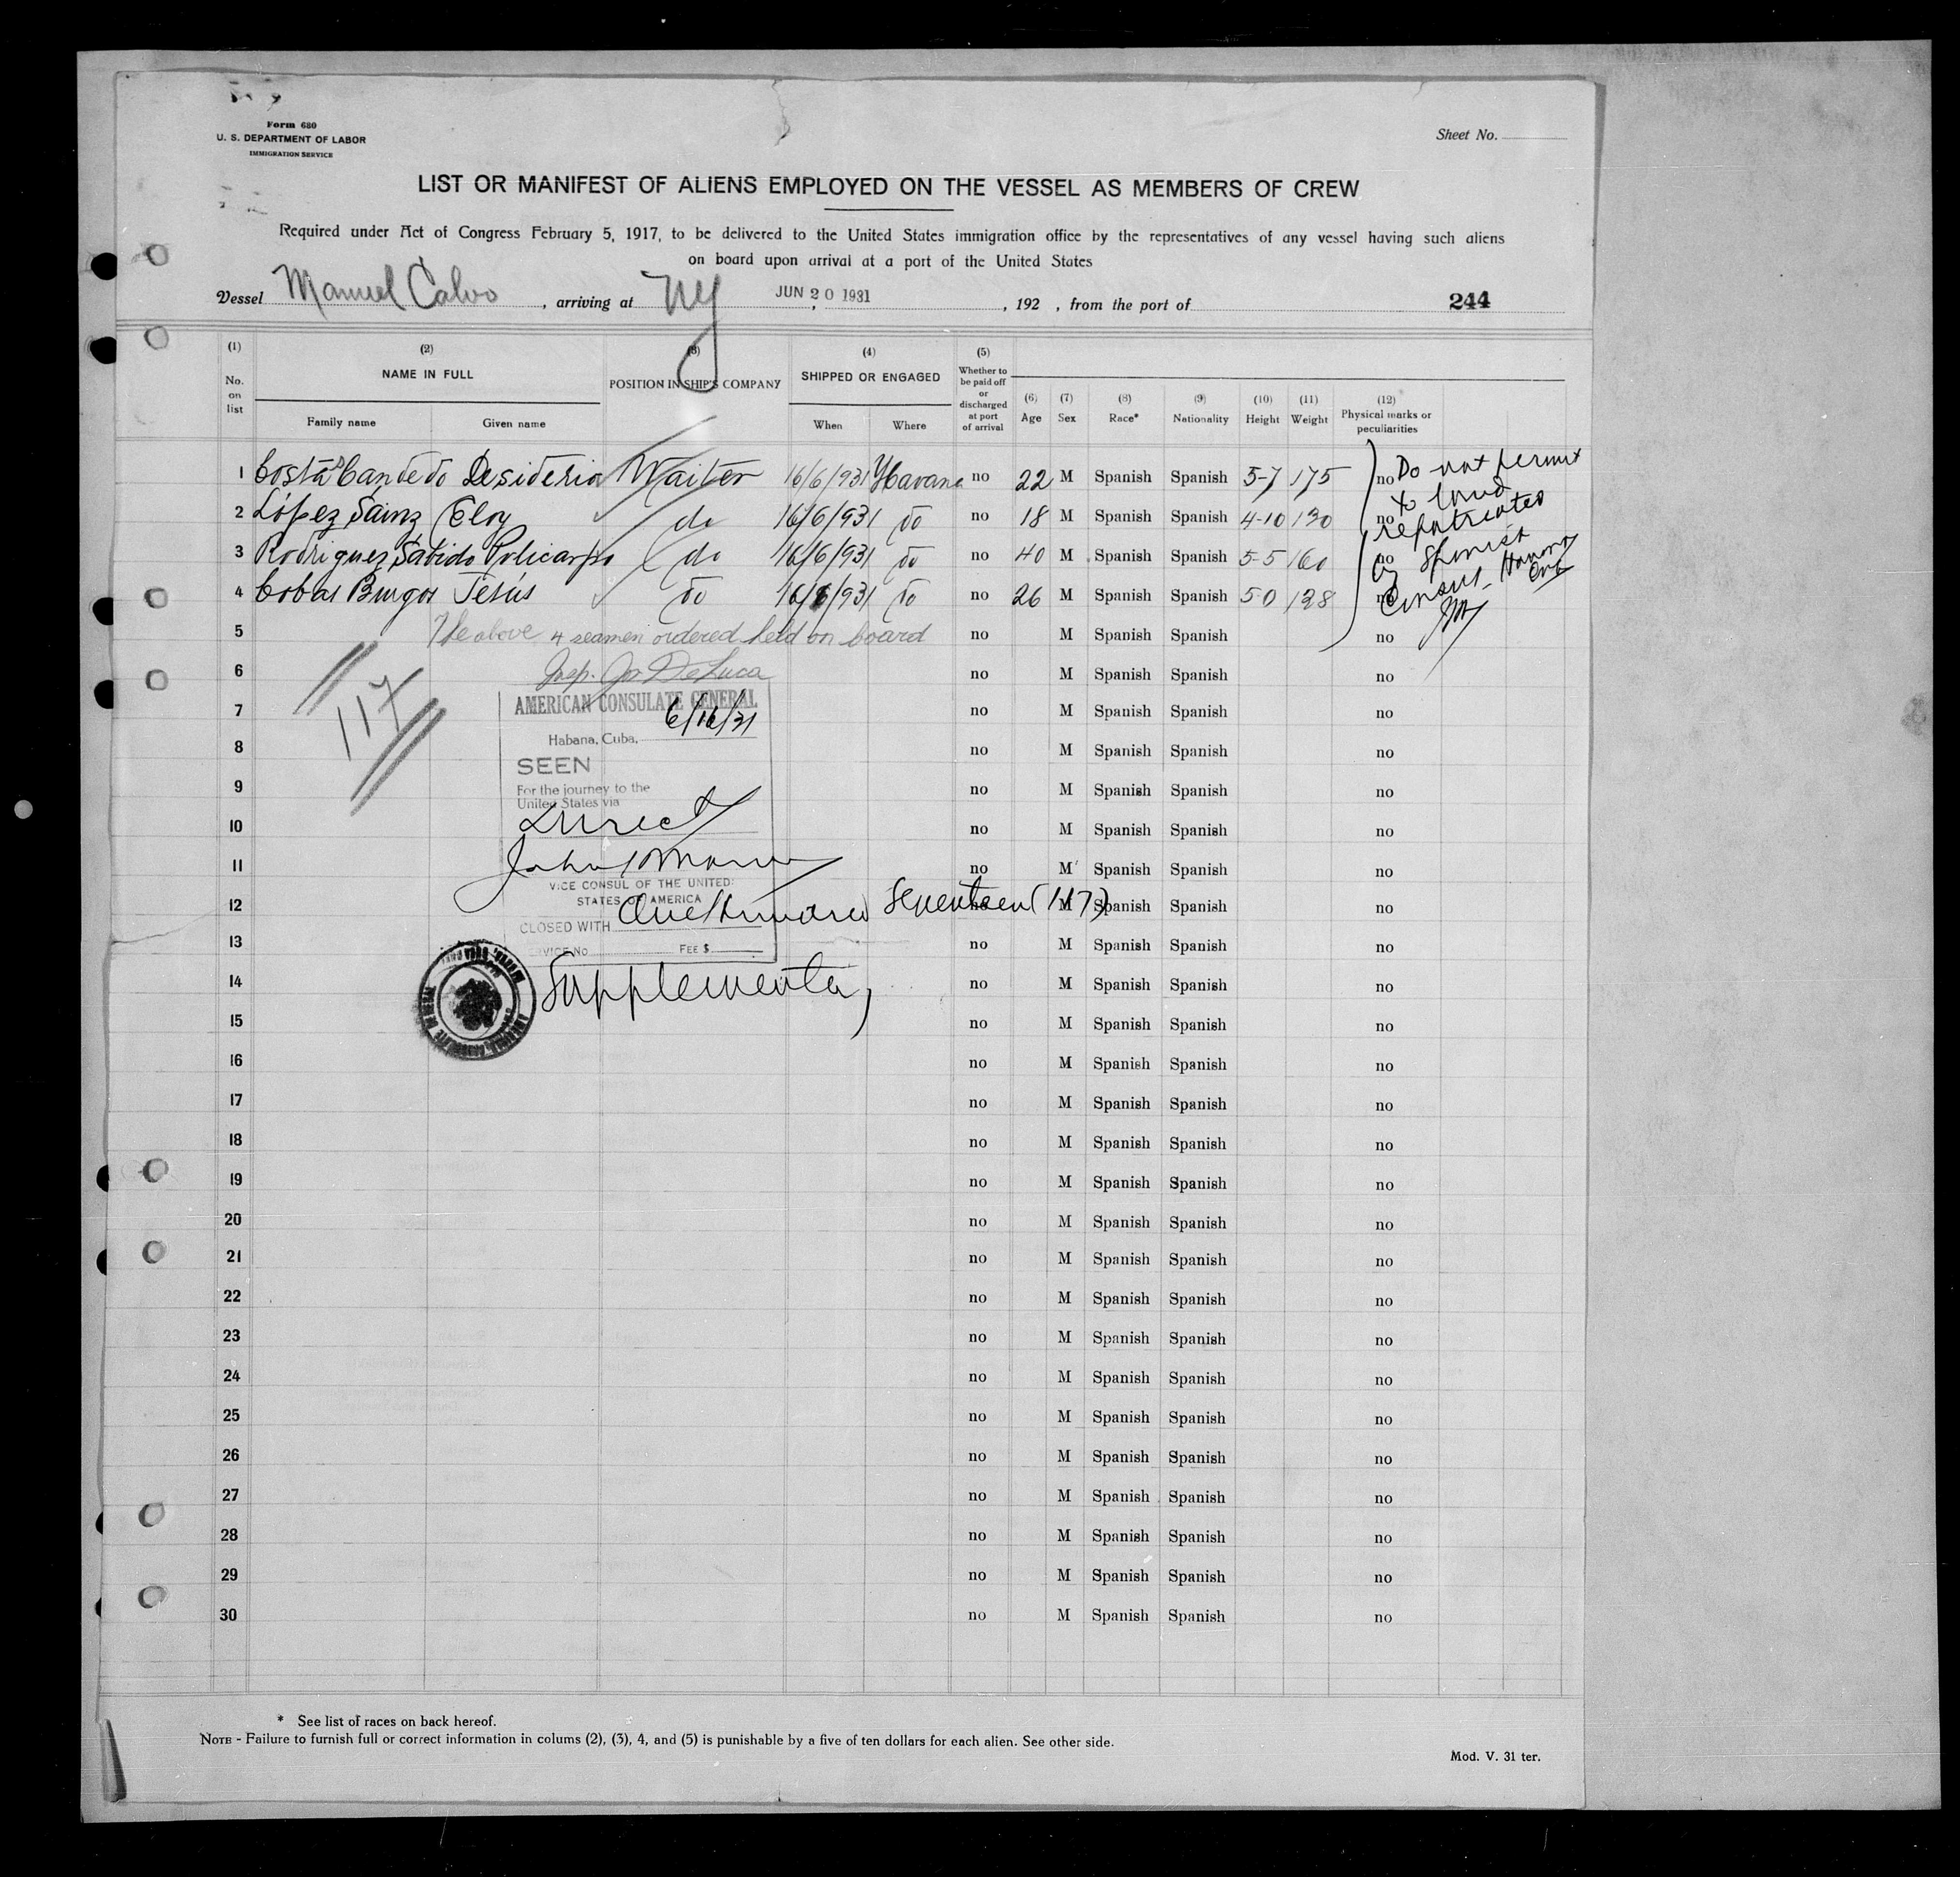 Form 680
U. S. DEPARTMENT OF LABOR
IMMIGRATION SERVICE
Sheet No.
LIST OR MANIFEST OF ALIENS EMPLOYED ON THE VESSEL AS MEMBERS OF CREW
Required under Act of Congress February 5, 1917, to be delivered to the United States immigration office by the representatives of any vessel having such aliens
on board upon arrival at a port of the United States
Vessel Manuel Calvo, arriving at NY JUN 20 1931, 192 , from the port of 244
(1) (2) (3) (4) (5)
No. on list NAME IN FULL POSITION IN SHIP'S COMPANY SHIPPED OR ENGAGED Whether to be paid off or discharged at port of arrival (6) Age (7) Sex (8) Race* (9) Nationality (10) Height (11) Weight (12) Physical marks or peculiarities
Family name Given name When Where
1 Costa Candedo Desiderio Waiter 16/6/931 Havana no 22 M Spanish Spanish 5-7 175 no
2 López Sainz Eloy do 16/6/931 do no 18 M Spanish Spanish 4-10 130 no
3 Rodriguez Sabido Policarpo do 16/6/931 do no 40 M Spanish Spanish 5-5 160 no
4 Cobas Burgos Jesús do 16/6/931 do no 26 M Spanish Spanish 5-0 128 no
Do not permit
to land
repatriated
by Spanish
Consul - Havana
5 The above 4 seamen ordered held on board no M Spanish Spanish no
Insp. Jos DeLuca
6 no M Spanish Spanish no
117
AMERICAN CONSULATE GENERAL
6/16/31
Habana, Cuba,
SEEN
For the journey to the
United States via
Direct
VICE CONSUL OF THE UNITED
STATES OF AMERICA
CLOSED WITH One hundred seventeen (117)
SERVICE No. FEE $
Supplemental
7 no M Spanish Spanish no
8 no M Spanish Spanish no
9 no M Spanish Spanish no
10 no M Spanish Spanish no
11 no M Spanish Spanish no
12 no M Spanish Spanish no
13 no M Spanish Spanish no
14 no M Spanish Spanish no
15 no M Spanish Spanish no
16 no M Spanish Spanish no
17 no M Spanish Spanish no
18 no M Spanish Spanish no
19 no M Spanish Spanish no
20 no M Spanish Spanish no
21 no M Spanish Spanish no
22 no M Spanish Spanish no
23 no M Spanish Spanish no
24 no M Spanish Spanish no
25 no M Spanish Spanish no
26 no M Spanish Spanish no
27 no M Spanish Spanish no
28 no M Spanish Spanish no
29 no M Spanish Spanish no
30 no M Spanish Spanish no
* See list of races on back hereof.
NOTE - Failure to furnish full or correct information in colums (2), (3), 4, and (5) is punishable by a five of ten dollars for each alien. See other side.
Mod. V. 31 ter.